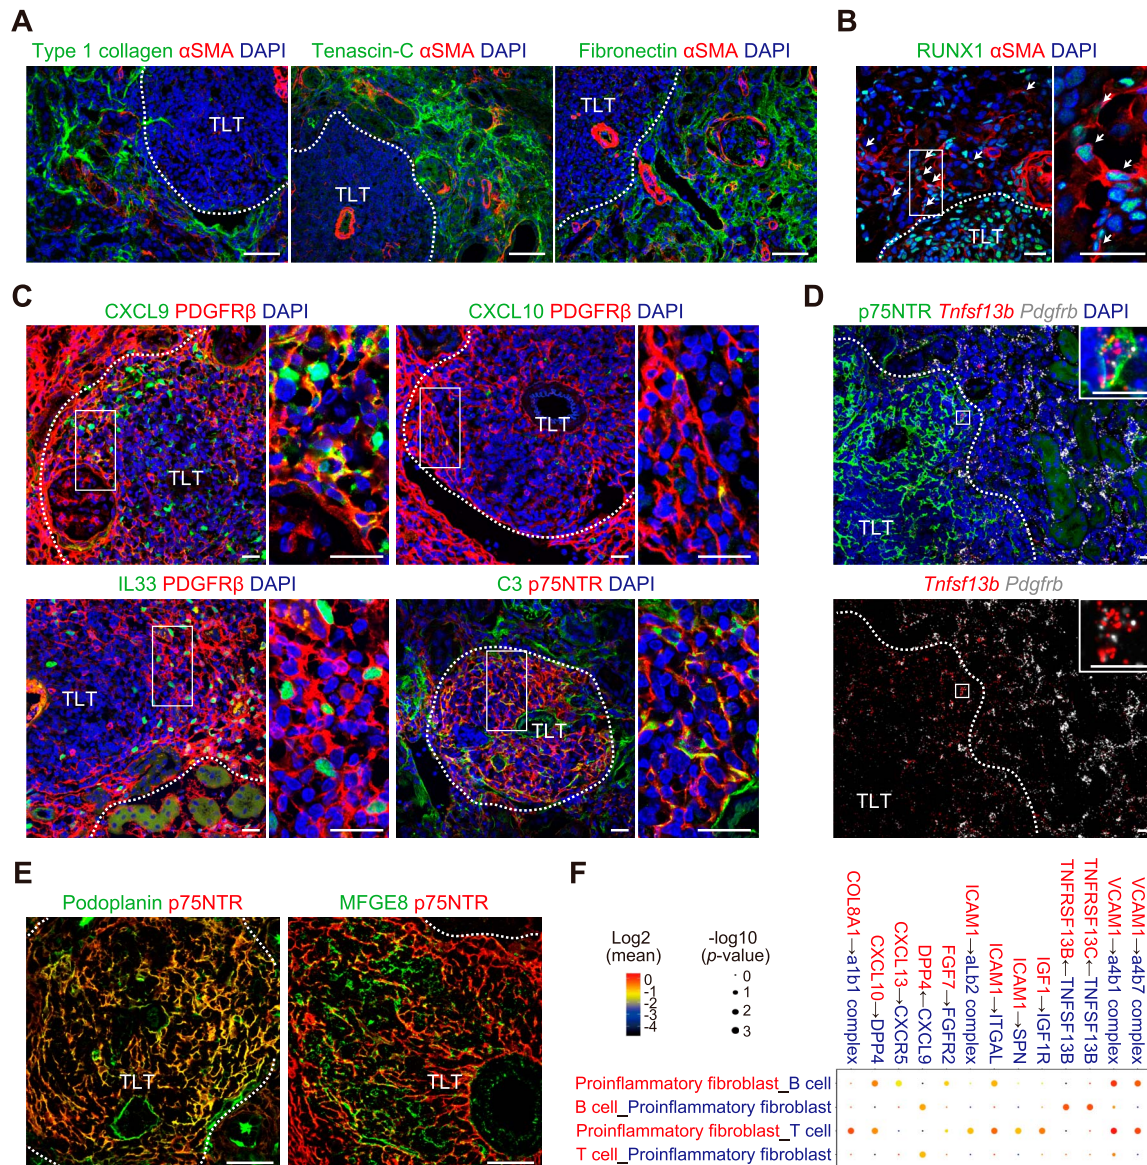 A
Type 1 collagen αSMA DAPI
Tenascin-C αSMA DAPI
Fibronectin αSMA DAPI
TLT
TLT
TLT
B
RUNX1 αSMA DAPI
TLT
C
CXCL9 PDGFRβ DAPI
TLT
CXCL10 PDGFRβ DAPI
TLT
IL33 PDGFRβ DAPI
TLT
C3 p75NTR DAPI
TLT
D
p75NTR Tnfsf13b Pdgfrb DAPI
TLT
Tnfsf13b Pdgfrb
TLT
E
Podoplanin p75NTR
TLT
MFGE8 p75NTR
TLT
F
Log2
(mean)
0
-1
-2
-3
-4
-log10
(p-value)
0
1
2
3
COL8A1→a1b1 complex
CXCL10→DPP4
CXCL13→CXCR5
DPP4←CXCL9
FGF7→FGFR2
ICAM1→aLb2 complex
ICAM1→ITGAL
ICAM1→SPN
IGF1→IGF1R
TNFRSF13B←TNFSF13B
TNFRSF13C←TNFSF13B
VCAM1→a4b1 complex
VCAM1→a4b7 complex
Proinflammatory fibroblast_B cell
B cell_Proinflammatory fibroblast
Proinflammatory fibroblast_T cell
T cell_Proinflammatory fibroblast